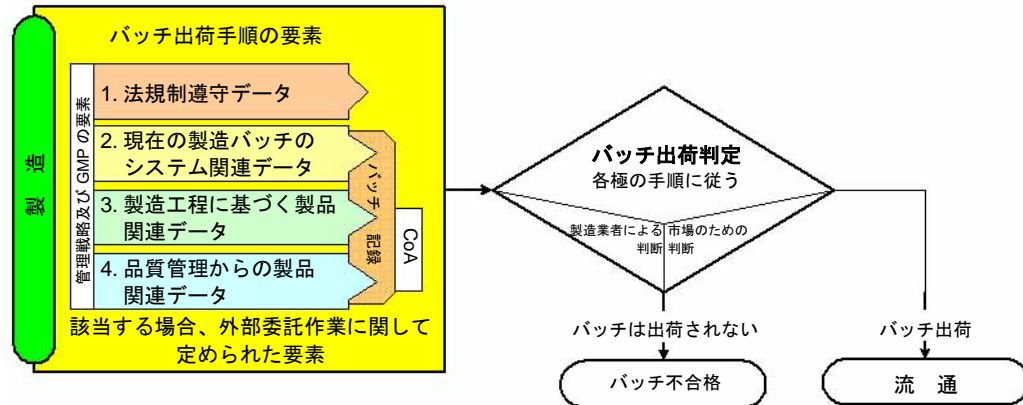 製 造
バッチ出荷手順の要素
管理戦略及び GMP の要素
1. 法規制遵守データ
2. 現在の製造バッチの
システム関連データ
3. 製造工程に基づく製品
関連データ
4. 品質管理からの製品
関連データ
バッチ記録
CoA
該当する場合、外部委託作業に関して
定められた要素
バッチ出荷判定
各極の手順に従う
製造業者による
判断
市場のための
判断
バッチは出荷されない
バッチ出荷
バッチ不合格
流 通